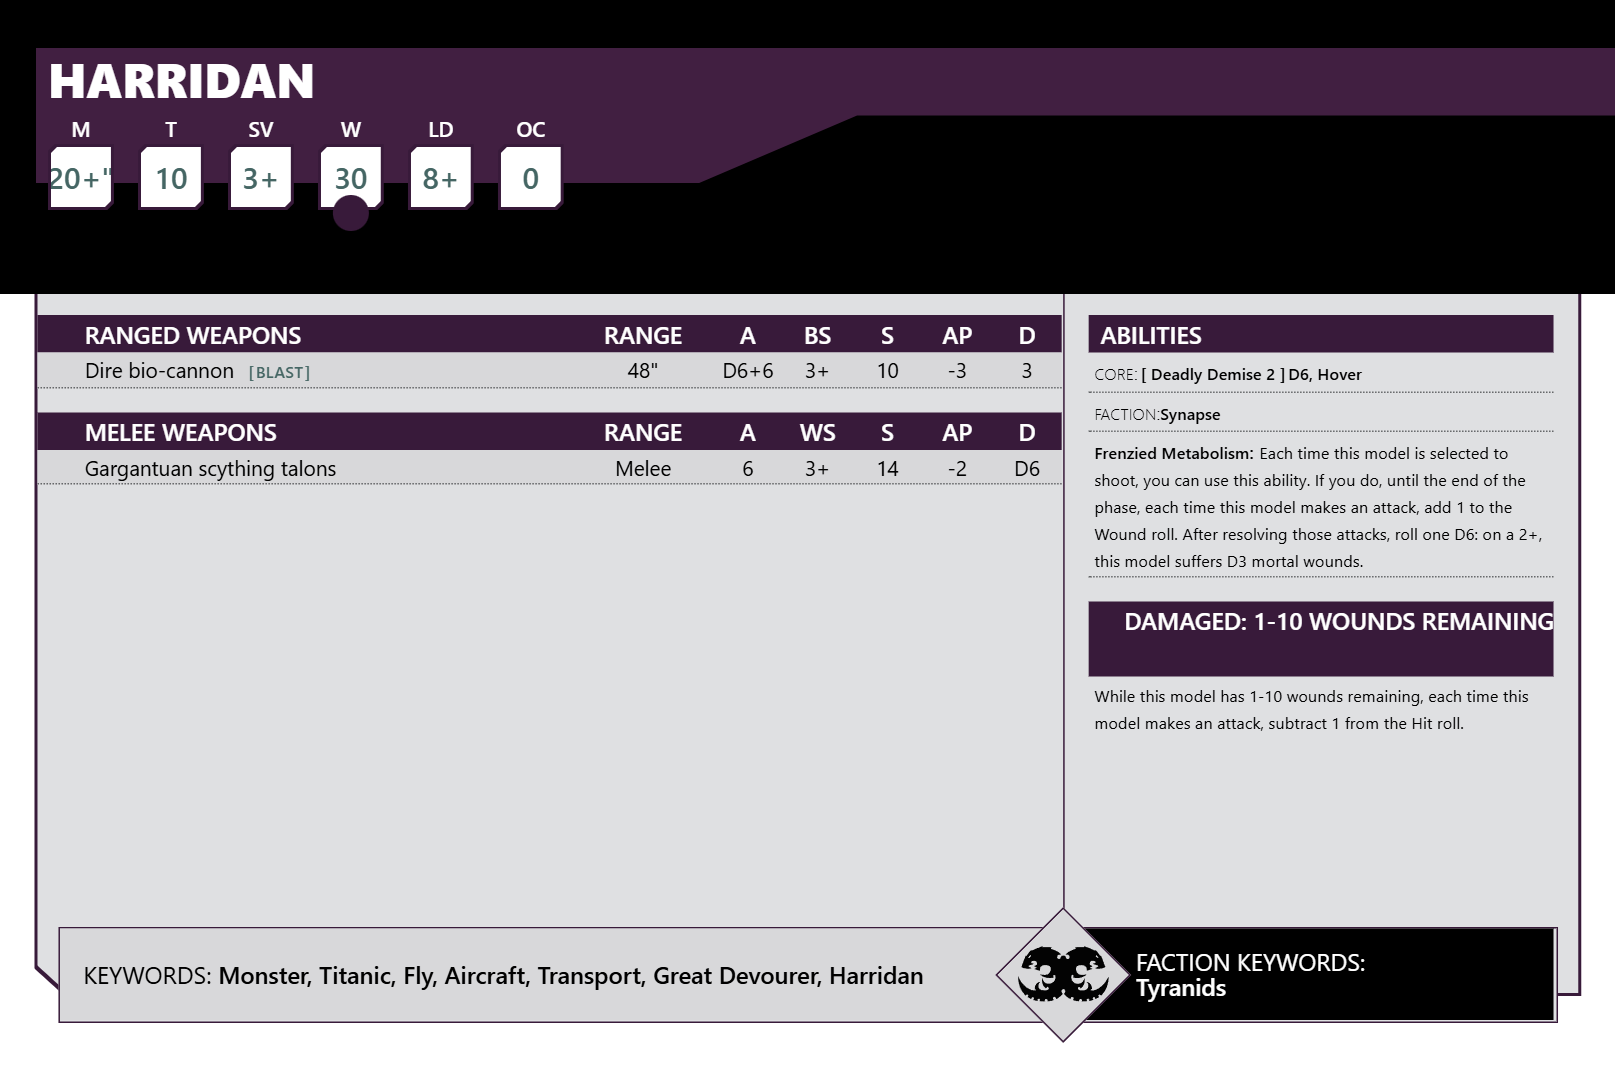 HARRIDAN
M T SV W LD OC
20+" 10 3+ 30 8+ 0
RANGED WEAPONS RANGE A BS S AP D
Dire bio-cannon [BLAST] 48" D6+6 3+ 10 -3 3
MELEE WEAPONS RANGE A WS S AP D
Gargantuan scything talons Melee 6 3+ 14 -2 D6
ABILITIES
CORE: [ Deadly Demise 2 ] D6, Hover
FACTION:Synapse
Frenzied Metabolism: Each time this model is selected to
shoot, you can use this ability. If you do, until the end of the
phase, each time this model makes an attack, add 1 to the
Wound roll. After resolving those attacks, roll one D6: on a 2+,
this model suffers D3 mortal wounds.
DAMAGED: 1-10 WOUNDS REMAINING
While this model has 1-10 wounds remaining, each time this
model makes an attack, subtract 1 from the Hit roll.
KEYWORDS: Monster, Titanic, Fly, Aircraft, Transport, Great Devourer, Harridan
FACTION KEYWORDS:
Tyranids